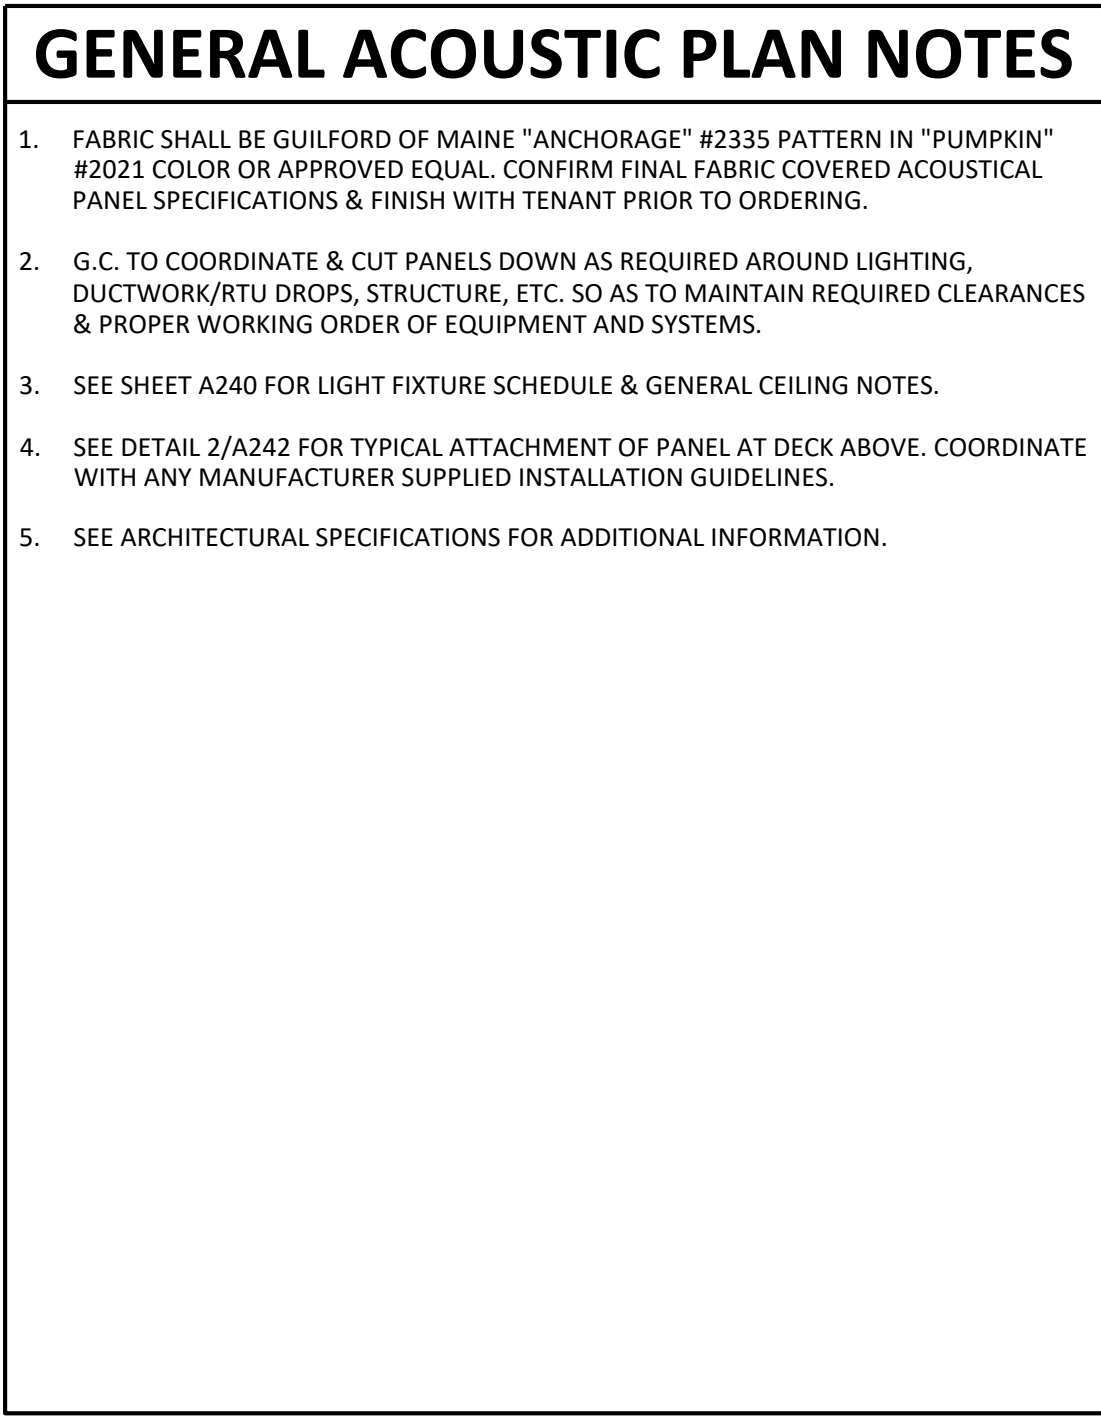 GENERAL ACOUSTIC PLAN NOTES
1. FABRIC SHALL BE GUILFORD OF MAINE "ANCHORAGE" #2335 PATTERN IN "PUMPKIN"
#2021 COLOR OR APPROVED EQUAL. CONFIRM FINAL FABRIC COVERED ACOUSTICAL
PANEL SPECIFICATIONS & FINISH WITH TENANT PRIOR TO ORDERING.
2. G.C. TO COORDINATE & CUT PANELS DOWN AS REQUIRED AROUND LIGHTING,
DUCTWORK/RTU DROPS, STRUCTURE, ETC. SO AS TO MAINTAIN REQUIRED CLEARANCES
& PROPER WORKING ORDER OF EQUIPMENT AND SYSTEMS.
3. SEE SHEET A240 FOR LIGHT FIXTURE SCHEDULE & GENERAL CEILING NOTES.
4. SEE DETAIL 2/A242 FOR TYPICAL ATTACHMENT OF PANEL AT DECK ABOVE. COORDINATE
WITH ANY MANUFACTURER SUPPLIED INSTALLATION GUIDELINES.
5. SEE ARCHITECTURAL SPECIFICATIONS FOR ADDITIONAL INFORMATION.